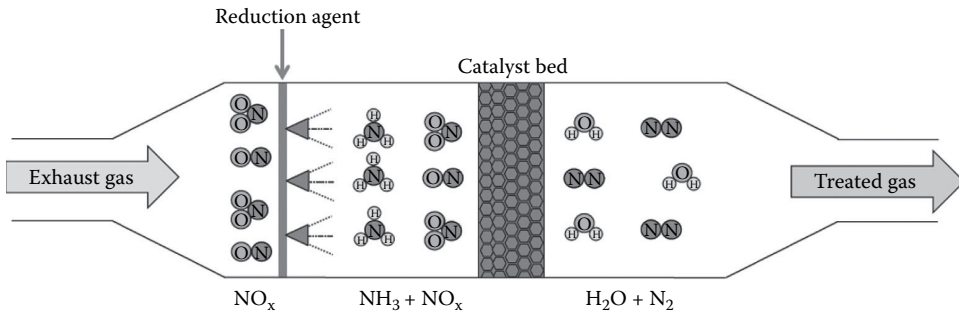 Reduction agent
Catalyst bed
O N O
H N H H
O N O
H O H
N N
O N
Exhaust gas
H N H H
O N
N N
H O H
Treated gas
O N O
H N H H
O N O
H O H
N N
O N
NOₓ
NH₃ + NOₓ
H₂O + N₂